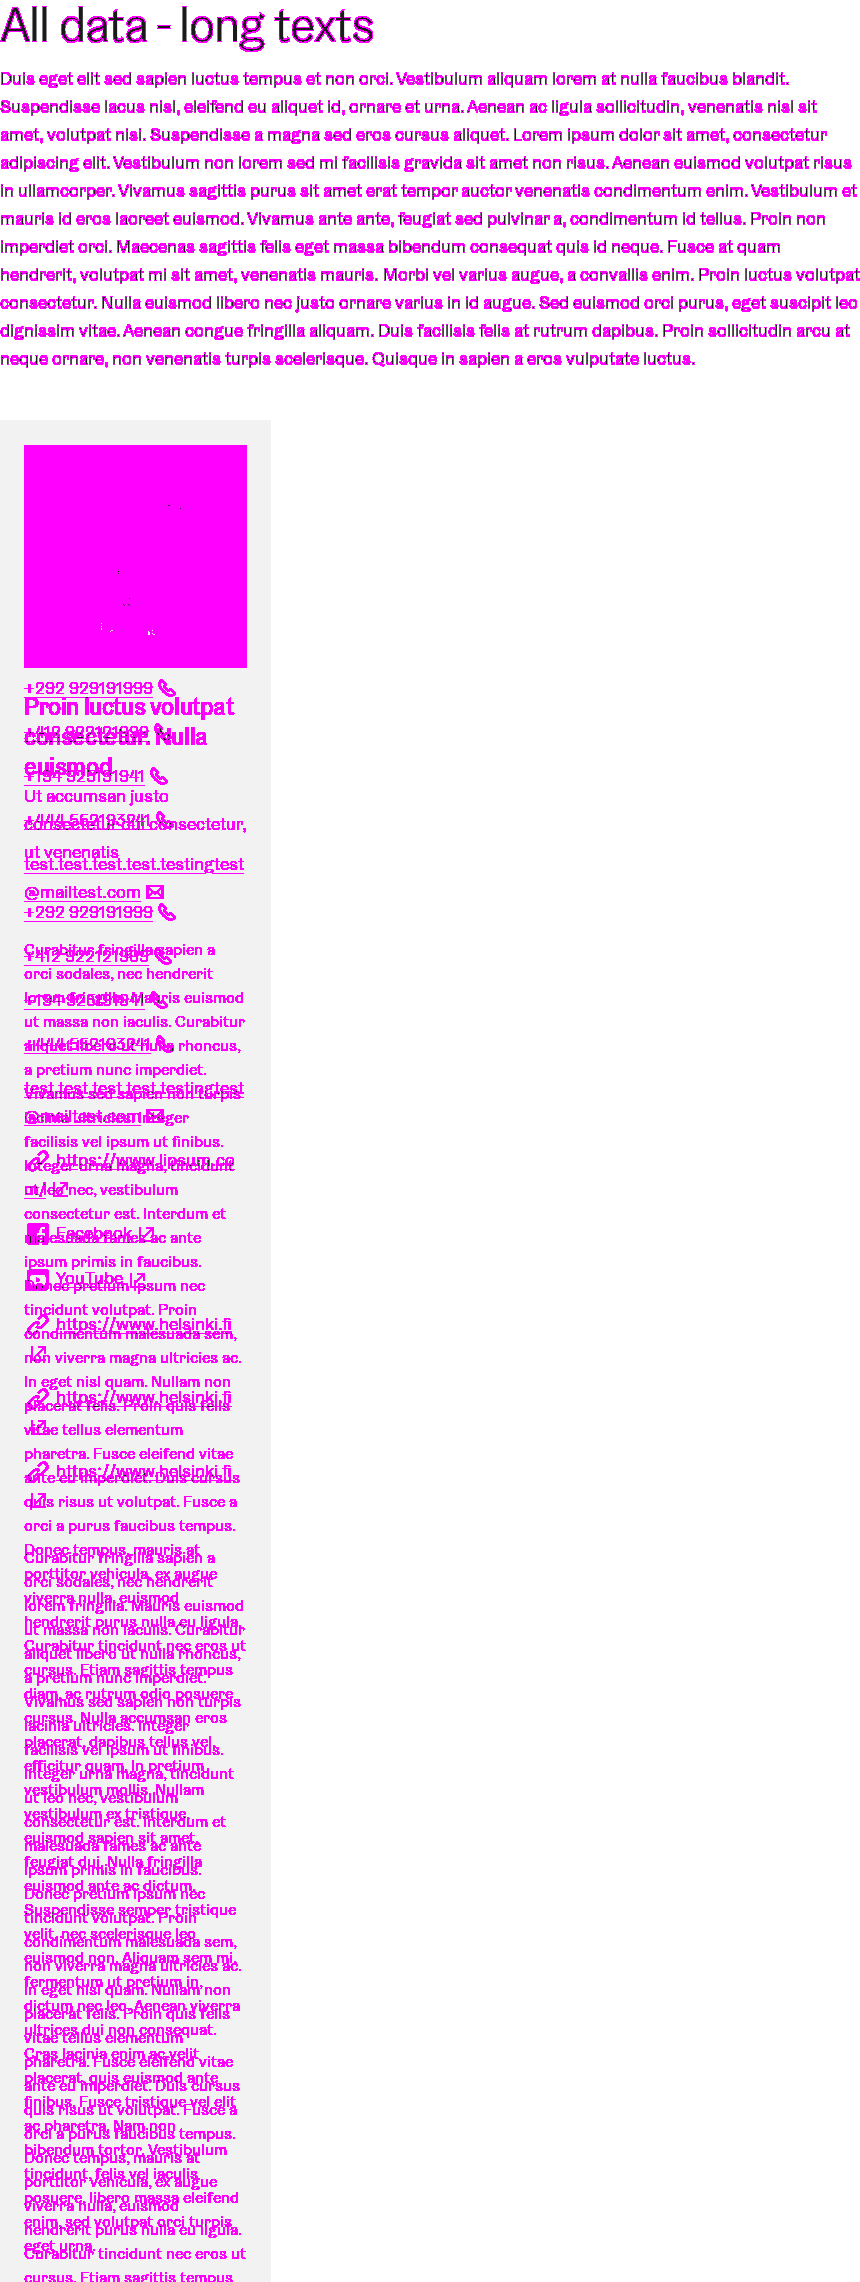 All data - long texts
Duis eget elit sed sapien luctus tempus et non orci. Vestibulum aliquam lorem at nulla faucibus blandit.
Suspendisse lacus nisl, eleifend eu aliquet id, ornare et urna. Aenean ac ligula sollicitudin, venenatis nisl sit
amet, volutpat nisl. Suspendisse a magna sed eros cursus aliquet. Lorem ipsum dolor sit amet, consectetur
adipiscing elit. Vestibulum non lorem sed mi facilisis gravida sit amet non risus. Aenean euismod volutpat risus
in ullamcorper. Vivamus sagittis purus sit amet erat tempor auctor venenatis condimentum enim. Vestibulum et
mauris id eros laoreet euismod. Vivamus ante ante, feugiat sed pulvinar a, condimentum id tellus. Proin non
imperdiet orci. Maecenas sagittis felis eget massa bibendum consequat quis id neque. Fusce at quam
hendrerit, volutpat mi sit amet, venenatis mauris. Morbi vel varius augue, a convallis enim. Proin luctus volutpat
consectetur. Nulla euismod libero nec justo ornare varius in id augue. Sed euismod orci purus, eget suscipit leo
dignissim vitae. Aenean congue fringilla aliquam. Duis facilisis felis at rutrum dapibus. Proin sollicitudin arcu at
neque ornare, non venenatis turpis scelerisque. Quisque in sapien a eros vulputate luctus.
+292 929191999
Proin luctus volutpat
+412 922121999
consectetur. Nulla
euismod
+194 929191941
Ut accumsan justo
consectetur dui consectetur,
ut venenatis
test.test.test.test.testingtest
@mailtest.com
+292 929191999
Curabitur fringilla sapien a
orci sodales, nec hendrerit
lorem fringilla. Mauris euismod
ut massa non iaculis. Curabitur
aliquet libero ut nulla rhoncus,
a pretium nunc imperdiet.
test.test.test.test.testingtest
Vivamus sed sapien non turpis
@mailtest.com
lacinia ultricies. Integer
facilisis vel ipsum ut finibus.
https://www.lipsum.co
Integer urna magna, tincidunt
m/
ut leo nec, vestibulum
consectetur est. Interdum et
Facebook
malesuada fames ac ante
ipsum primis in faucibus.
YouTube
Donec pretium ipsum nec
tincidunt volutpat. Proin
https://www.helsinki.fi
condimentum malesuada sem,
non viverra magna ultricies ac.
In eget nisl quam. Nullam non
https://www.helsinki.fi
placerat felis. Proin quis felis
vitae tellus elementum
pharetra. Fusce eleifend vitae
https://www.helsinki.fi
ante eu imperdiet. Duis cursus
quis risus ut volutpat. Fusce a
orci a purus faucibus tempus.
Donec tempus, mauris at
Curabitur fringilla sapien a
porttitor vehicula, ex augue
orci sodales, nec hendrerit
viverra nulla, euismod
lorem fringilla. Mauris euismod
hendrerit purus nulla eu ligula.
ut massa non iaculis. Curabitur
Curabitur tincidunt nec eros ut
aliquet libero ut nulla rhoncus,
cursus. Etiam sagittis tempus
a pretium nunc imperdiet.
diam, ac rutrum odio posuere
Vivamus sed sapien non turpis
cursus. Nulla accumsan eros
lacinia ultricies. Integer
placerat, dapibus tellus vel,
facilisis vel ipsum ut finibus.
efficitur quam. In pretium
Integer urna magna, tincidunt
vestibulum mollis. Nullam
ut leo nec, vestibulum
vestibulum ex tristique,
consectetur est. Interdum et
euismod sapien sit amet,
malesuada fames ac ante
feugiat dui. Nulla fringilla
ipsum primis in faucibus.
euismod ante ac dictum.
Donec pretium ipsum nec
Suspendisse semper tristique
tincidunt volutpat. Proin
velit, nec scelerisque leo
condimentum malesuada sem,
euismod non. Aliquam sem mi,
non viverra magna ultricies ac.
fermentum ut pretium in,
In eget nisl quam. Nullam non
dictum nec leo. Aenean viverra
placerat felis. Proin quis felis
ultrices dui non consequat.
vitae tellus elementum
Cras lacinia enim ac velit
pharetra. Fusce eleifend vitae
placerat, quis euismod ante
ante eu imperdiet. Duis cursus
finibus. Fusce tristique vel elit
quis risus ut volutpat. Fusce a
ac pharetra. Nam non
orci a purus faucibus tempus.
bibendum tortor. Vestibulum
Donec tempus, mauris at
tincidunt, felis vel iaculis
porttitor vehicula, ex augue
posuere, libero massa eleifend
viverra nulla, euismod
enim, sed volutpat orci turpis
hendrerit purus nulla eu ligula.
eget urna.
Curabitur tincidunt nec eros ut
cursus. Etiam sagittis tempus